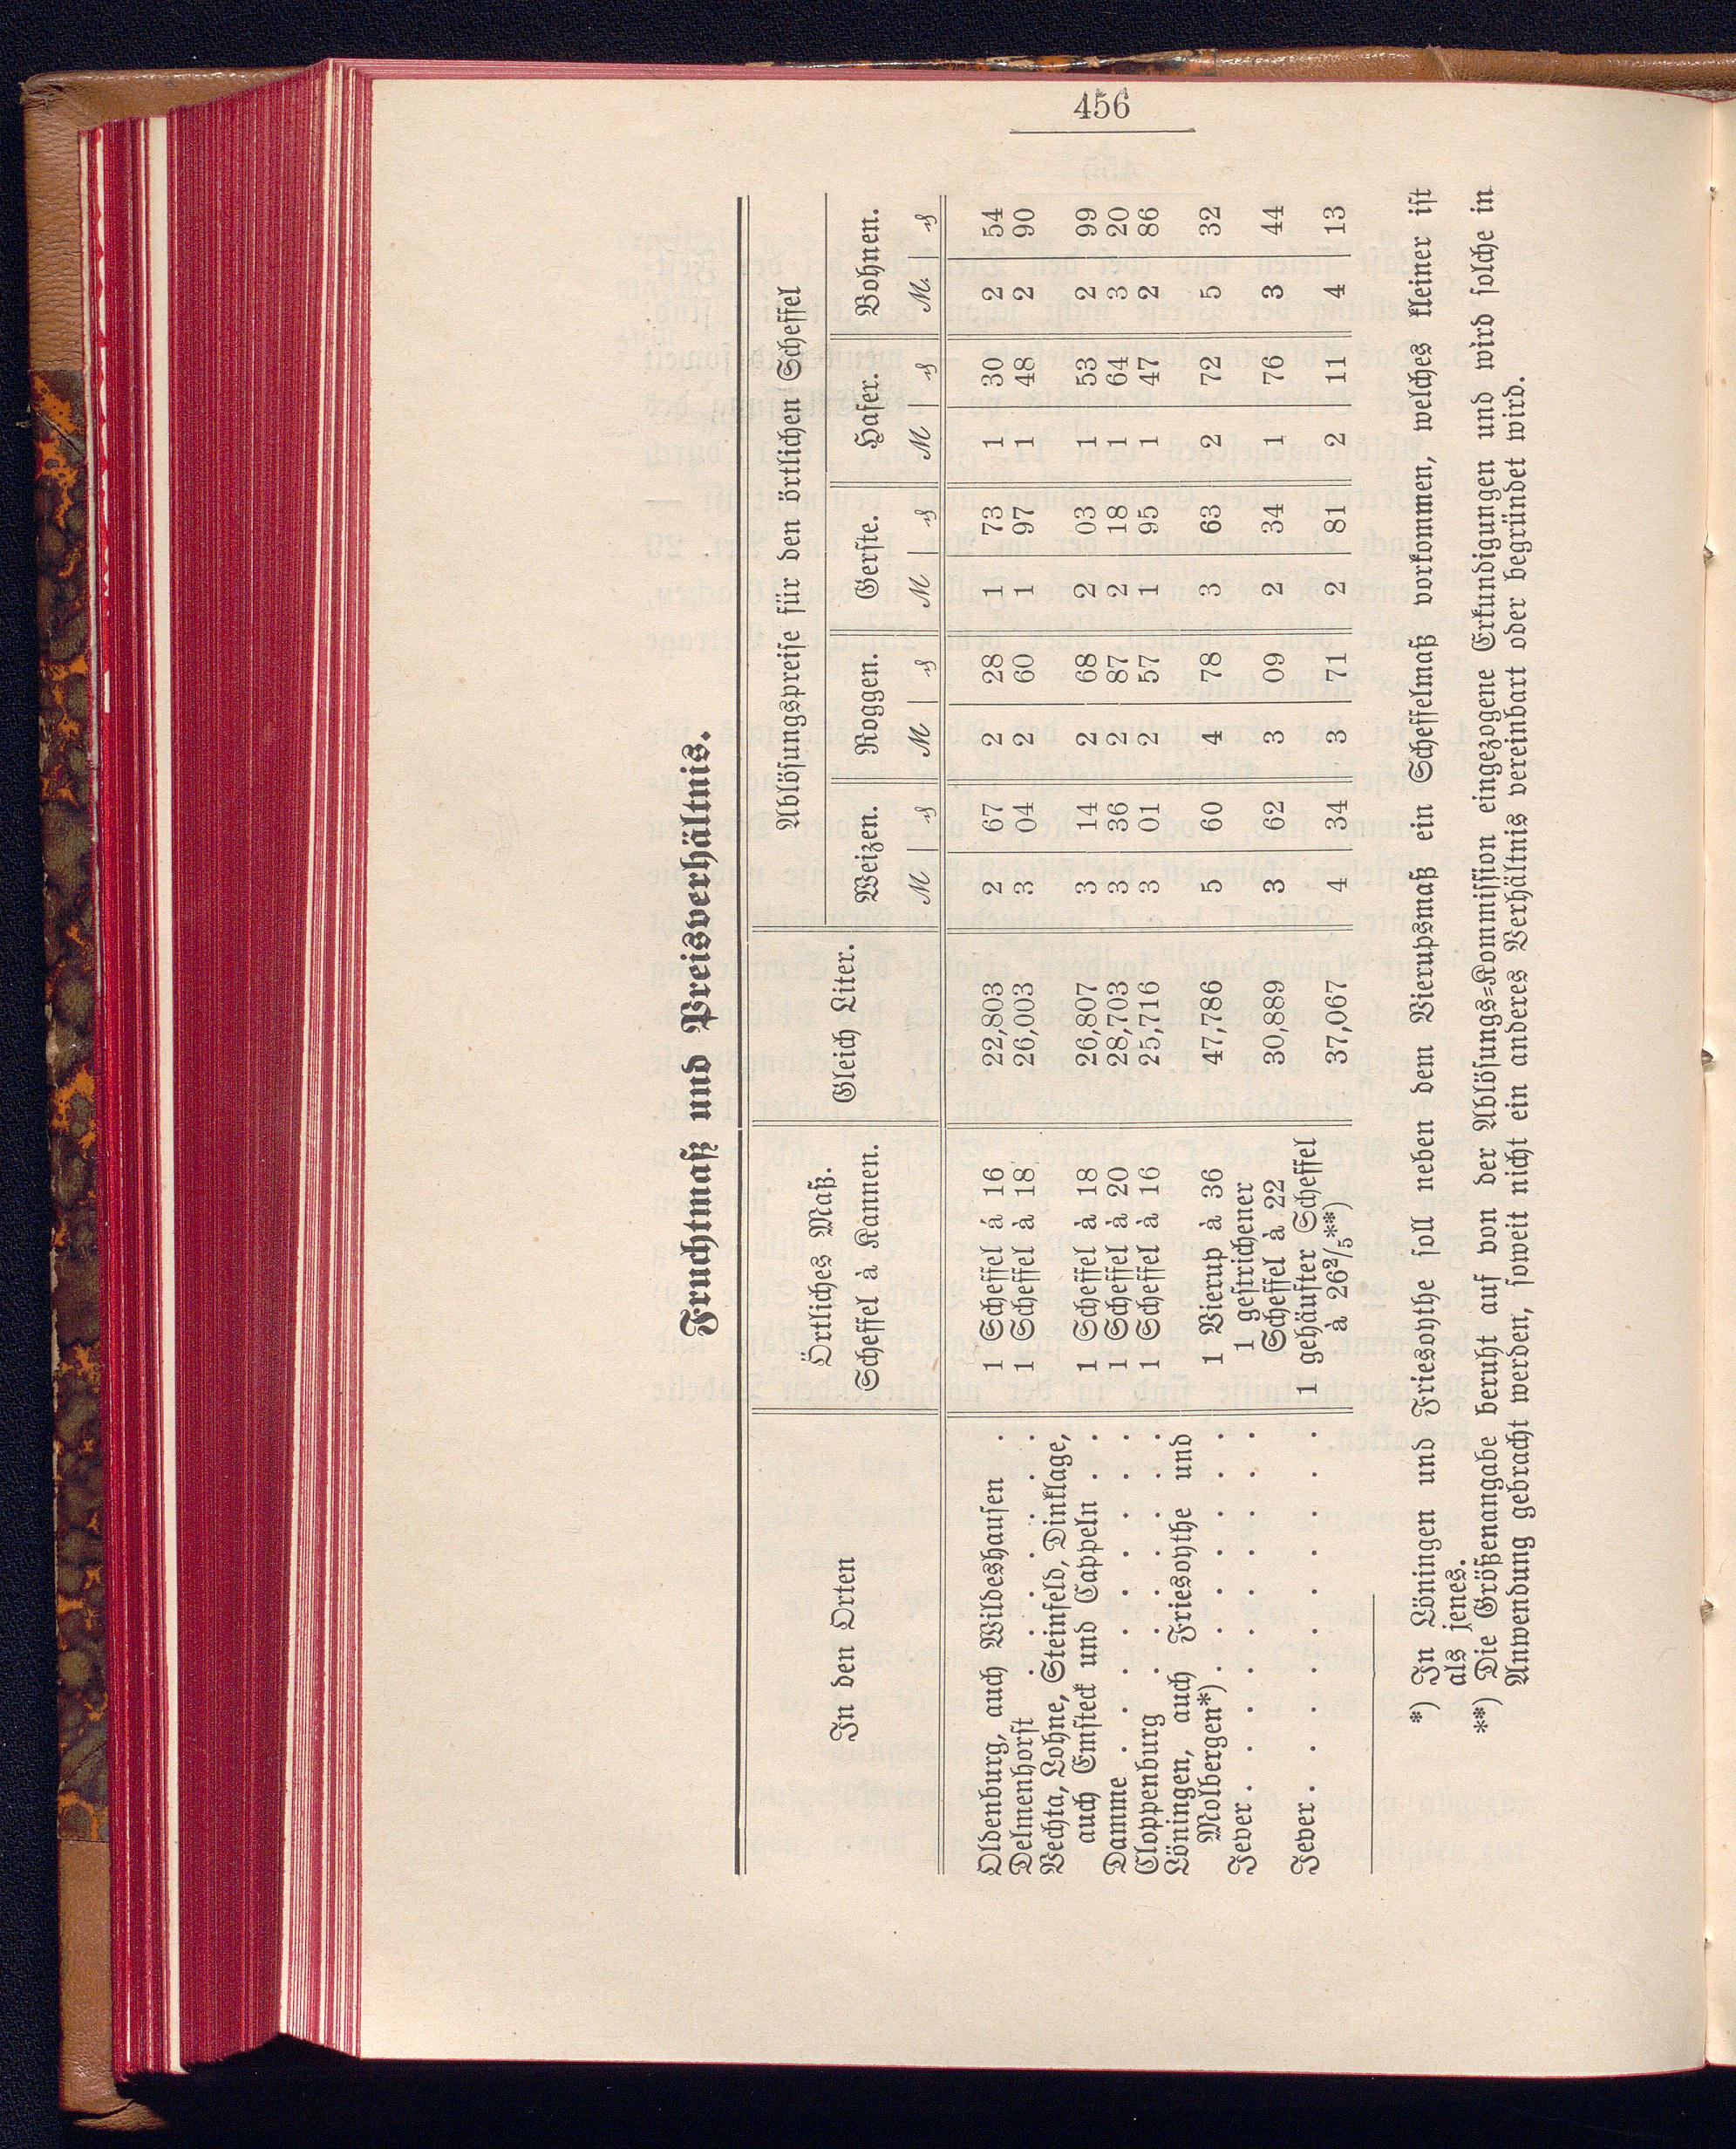 456
Fruchtmaß und Preisverhältnis.
In den Orten | Örtliches Maß. Scheffel à Kannen. | Gleich Liter. | Ablösungspreise für den örtlichen Scheffel
Weizen. | Roggen. | Gerste. | Hafer. | Bohnen.
M | ₰ | M | ₰ | M | ₰ | M | ₰ | M. | ₰
Oldenburg, auch Wildeshausen . | 1 Scheffel á 16 | 22,803 | 2 | 67 | 2 | 28 | 1 | 73 | 1 | 30 | 2 | 54
Delmenhorst . . . . . . . | 1 Scheffel à 18 | 26,003 | 3 | 04 | 2 | 60 | 1 | 97 | 1 | 48 | 2 | 90
Vechta, Lohne, Steinfeld, Dinklage,
auch Emsteck und Cappeln . . | 1 Scheffel à 18 | 26,807 | 3 | 14 | 2 | 68 | 2 | 03 | 1 | 53 | 2 | 99
Damme . . . . . . . . . | 1 Scheffel à 20 | 28,703 | 3 | 36 | 2 | 87 | 2 | 18 | 1 | 64 | 3 | 20
Cloppenburg . . . . . . . | 1 Scheffel à 16 | 25,716 | 3 | 01 | 2 | 57 | 1 | 95 | 1 | 47 | 2 | 86
Löningen, auch Friesoythe und
Molbergen*) . . . . . . . | 1 Vierup à 36 | 47,786 | 5 | 60 | 4 | 78 | 3 | 63 | 2 | 72 | 5 | 32
Jever . . . . . . . . . . | 1 gestrichener
Scheffel à 22 | 30,889 | 3 | 62 | 3 | 09 | 2 | 34 | 1 | 76 | 3 | 44
Jever . . . . . . . . . . | 1 gehäufter Scheffel
à 26²/₅**) | 37,067 | 4 | 34 | 3 | 71 | 2 | 81 | 2 | 11 | 4 | 13
*) In Löningen und Friesoythe soll neben dem Vierupsmaß ein Scheffelmaß vorkommen, welches kleiner ist
als jenes.
**) Die Größenangabe beruht auf von der Ablösungs-Kommission eingezogene Erkundigungen und wird solche in
Anwendung gebracht werden, soweit nicht ein anderes Verhältnis vereinbart oder begründet wird.